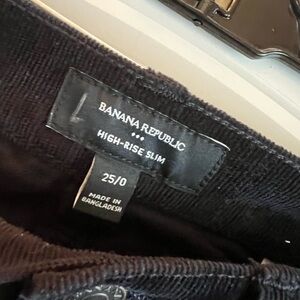 BANANA REPUBLIC
HIGH-RISE SLIM
25/0
MADE IN
BANGLADESH